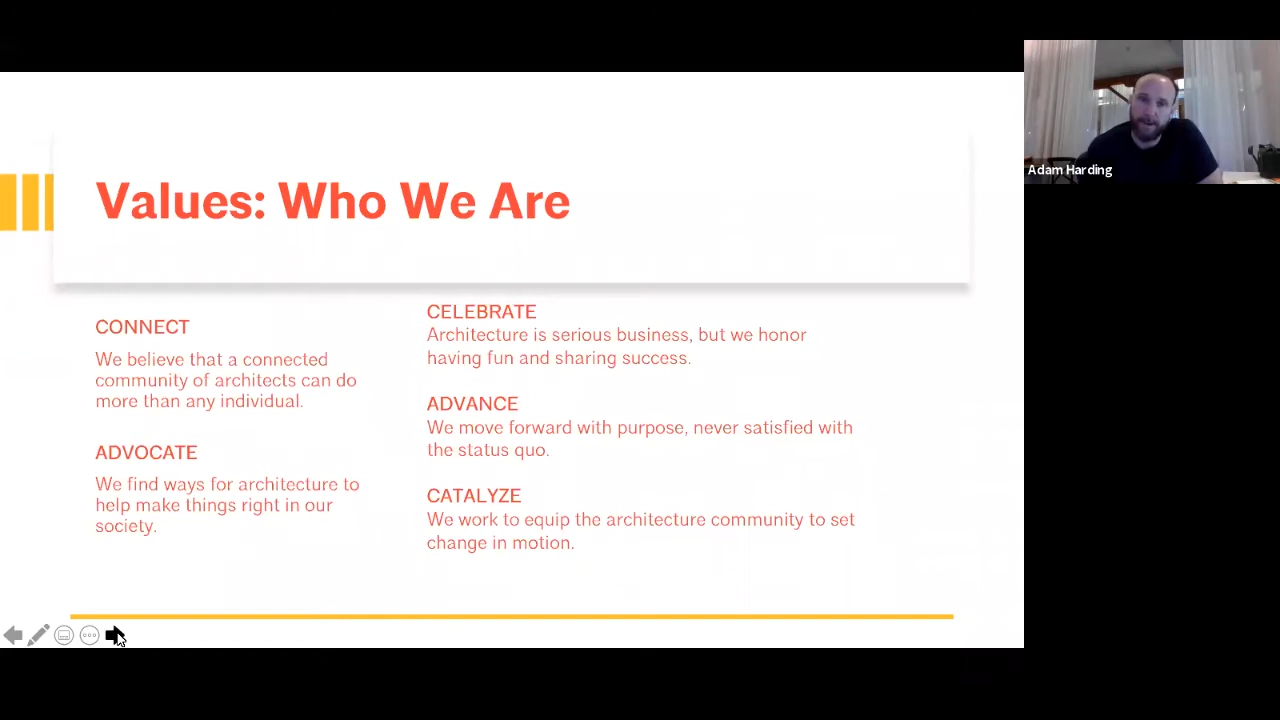 Values: Who We Are
CONNECT
We believe that a connected
community of architects can do
more than any individual.
ADVOCATE
We find ways for architecture to
help make things right in our
society.
CELEBRATE
Architecture is serious business, but we honor
having fun and sharing success.
ADVANCE
We move forward with purpose, never satisfied with
the status quo.
CATALYZE
We work to equip the architecture community to set
change in motion.
Adam Harding